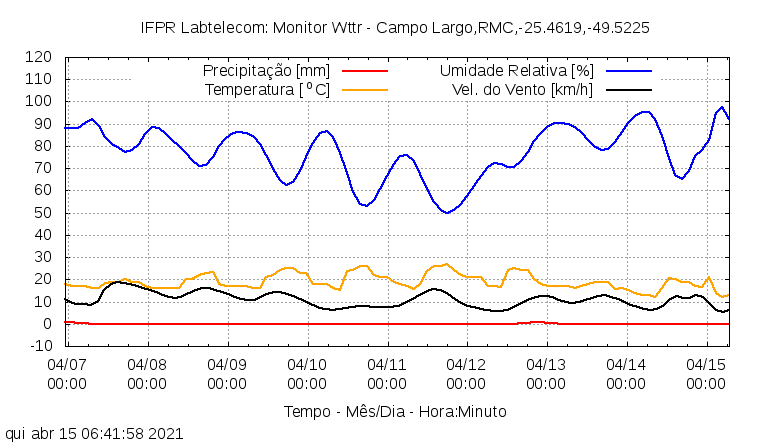 IFPR Labtelecom: Monitor Wttr - Campo Largo,RMC,-25.4619,-49.5225
120
110
100
90
80
70
60
50
40
30
20
10
0
-10
Precipitação [mm]
Temperatura [⁰C]
Umidade Relativa [%]
Vel. do Vento [km/h]
04/07 04/08 04/09 04/10 04/11 04/12 04/13 04/14 04/15
00:00 00:00 00:00 00:00 00:00 00:00 00:00 00:00 00:00
Tempo - Mês/Dia - Hora:Minuto
qui abr 15 06:41:58 2021